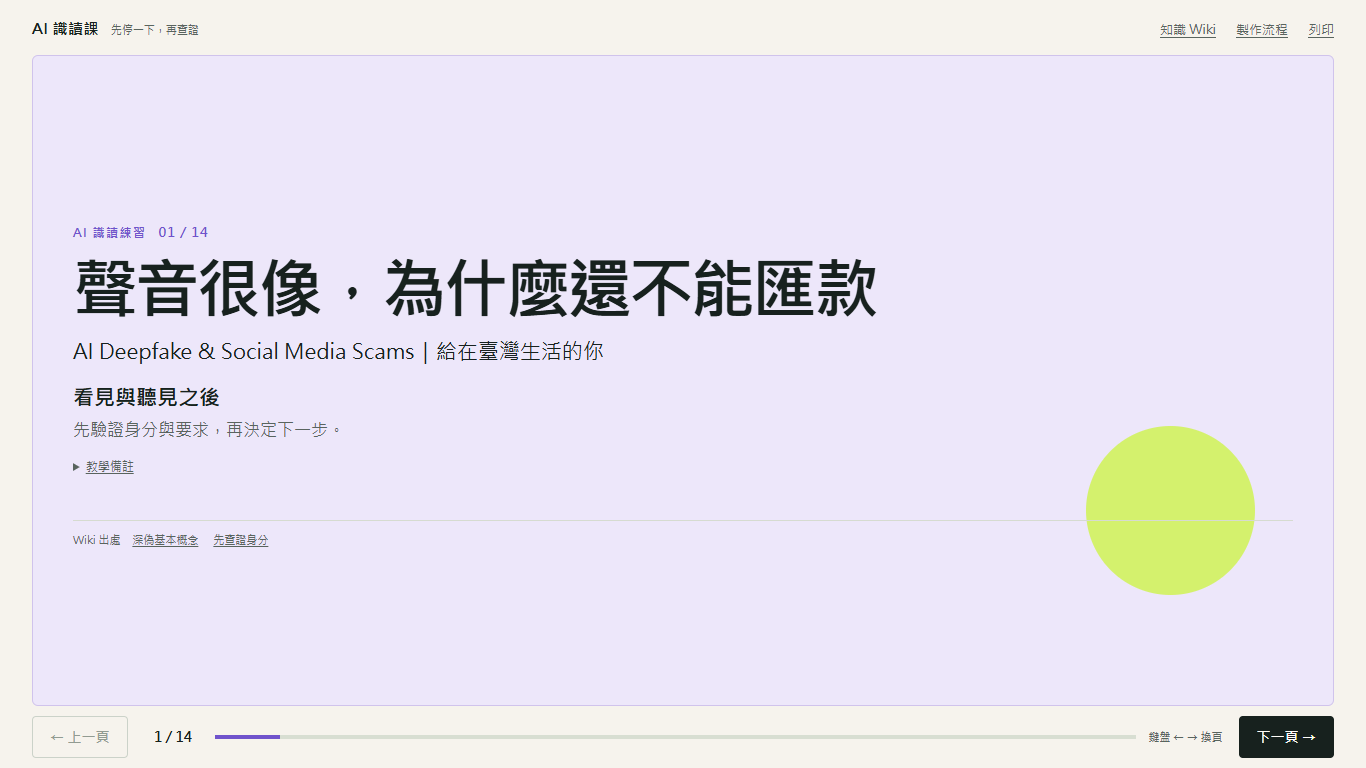 AI 識讀課 先停一下，再查證
知識 Wiki 製作流程 列印
AI 識讀練習 01 / 14
聲音很像，為什麼還不能匯款
AI Deepfake & Social Media Scams｜給在臺灣生活的你
看見與聽見之後
先驗證身分與要求，再決定下一步。
▶ 教學備註
Wiki 出處 深偽基本概念 先查證身分
← 上一頁 1 / 14 鍵盤 ← → 換頁 下一頁 →